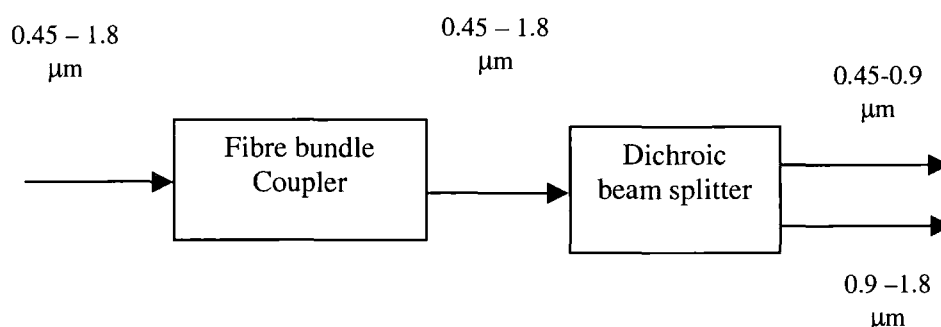 0.45 – 1.8
μm
0.45 – 1.8
μm
0.45-0.9
μm
Fibre bundle
Coupler
Dichroic
beam splitter
0.9 –1.8
μm